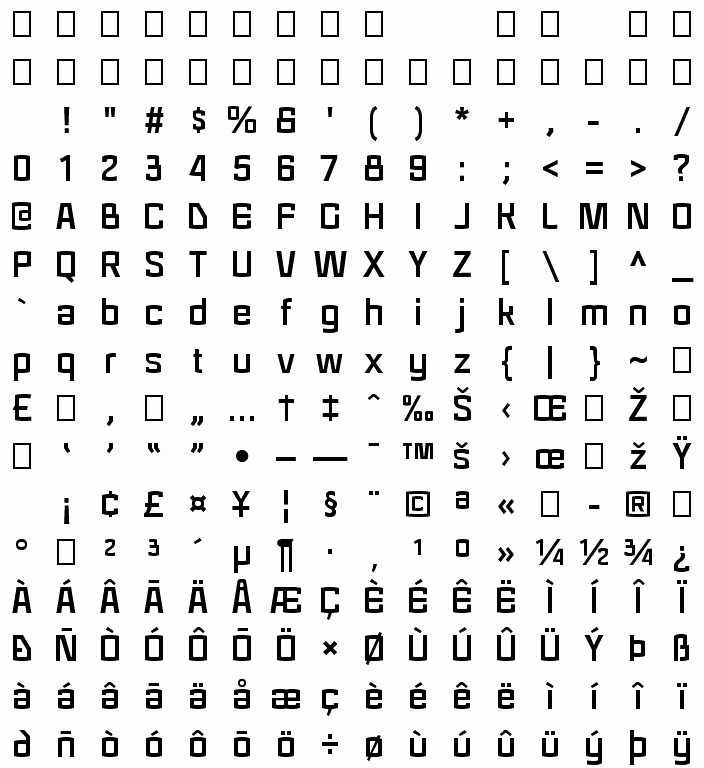 ! " # $ % & ' ( ) * + , - . /
0 1 2 3 4 5 6 7 8 9 : ; < = > ?
@ A B C D E F G H I J K L M N O
P Q R S T U V W X Y Z [ \ ] ^ _
` a b c d e f g h i j k l m n o
p q r s t u v w x y z { | } ~
€ ‚ „ … † ‡ ˆ ‰ Š ‹ Œ Ž
‘ ’ “ ” • – — ˜ ™ š › œ ž Ÿ
¡ ¢ £ ¤ ¥ ¦ § ¨ © ª « - ®
° ² ³ ´ µ ¶ · ¸ ¹ º » ¼ ½ ¾ ¿
À Á Â Ã Ä Å Æ Ç È É Ê Ë Ì Í Î Ï
Ð Ñ Ò Ó Ô Õ Ö × Ø Ù Ú Û Ü Ý Þ ß
à á â ã ä å æ ç è é ê ë ì í î ï
ð ñ ò ó ô õ ö ÷ ø ù ú û ü ý þ ÿ